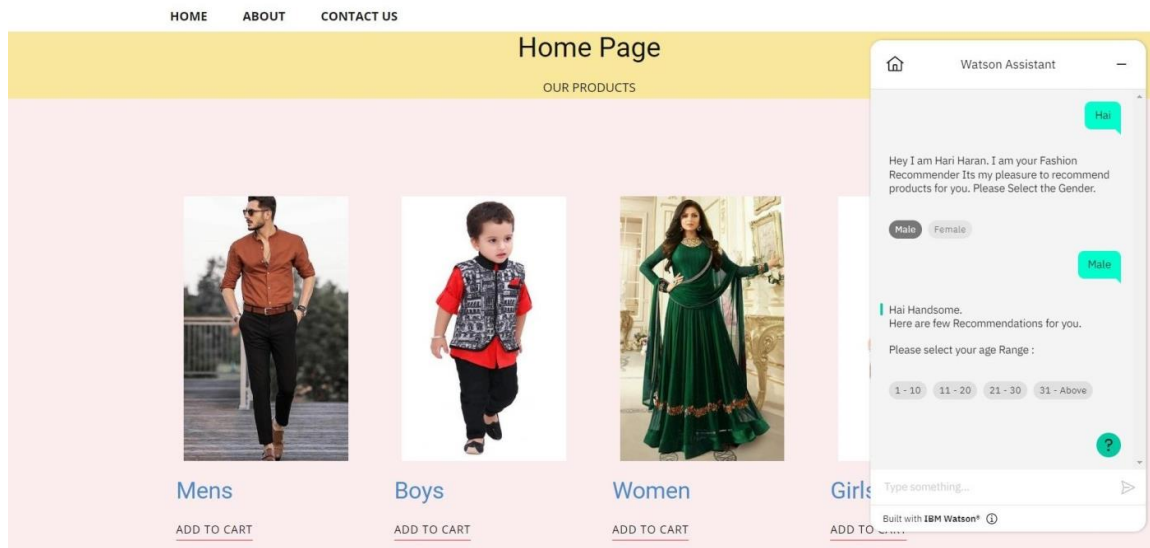 HOME ABOUT CONTACT US
Home Page
OUR PRODUCTS
Mens
ADD TO CART
Boys
ADD TO CART
Women
ADD TO CART
Girls
ADD TO CART
Watson Assistant
Hai
Hey I am Hari Haran. I am your Fashion
Recommender Its my pleasure to recommend
products for you. Please Select the Gender.
Male Female
Male
Hai Handsome.
Here are few Recommendations for you.
Please select your age Range :
1 - 10 11 - 20 21 - 30 31 - Above
?
Type something...
Built with IBM Watson®